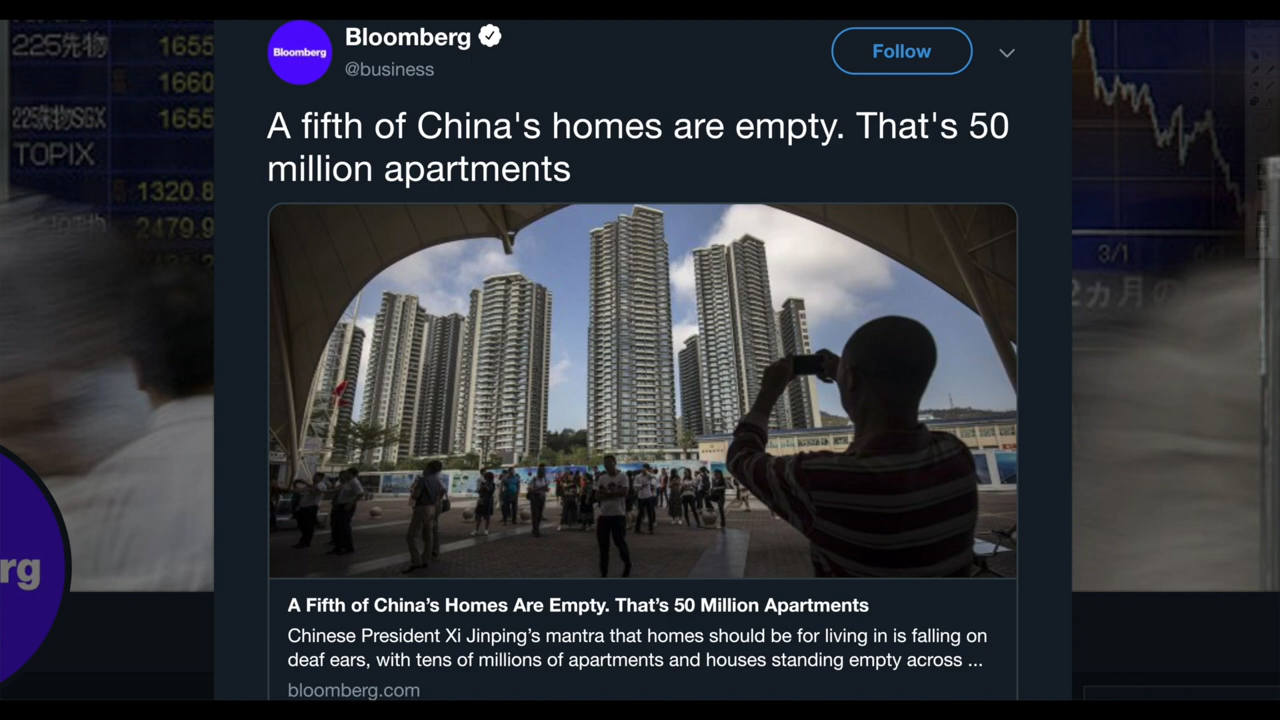 225先物 1655
1660
225先物SGX 1655
TOPIX
1320.8
2479.9
Bloomberg
Bloomberg
@business
Follow
A fifth of China's homes are empty. That's 50
million apartments
A Fifth of China's Homes Are Empty. That's 50 Million Apartments
Chinese President Xi Jinping's mantra that homes should be for living in is falling on
deaf ears, with tens of millions of apartments and houses standing empty across ...
bloomberg.com
3/1
2カ月の
rg